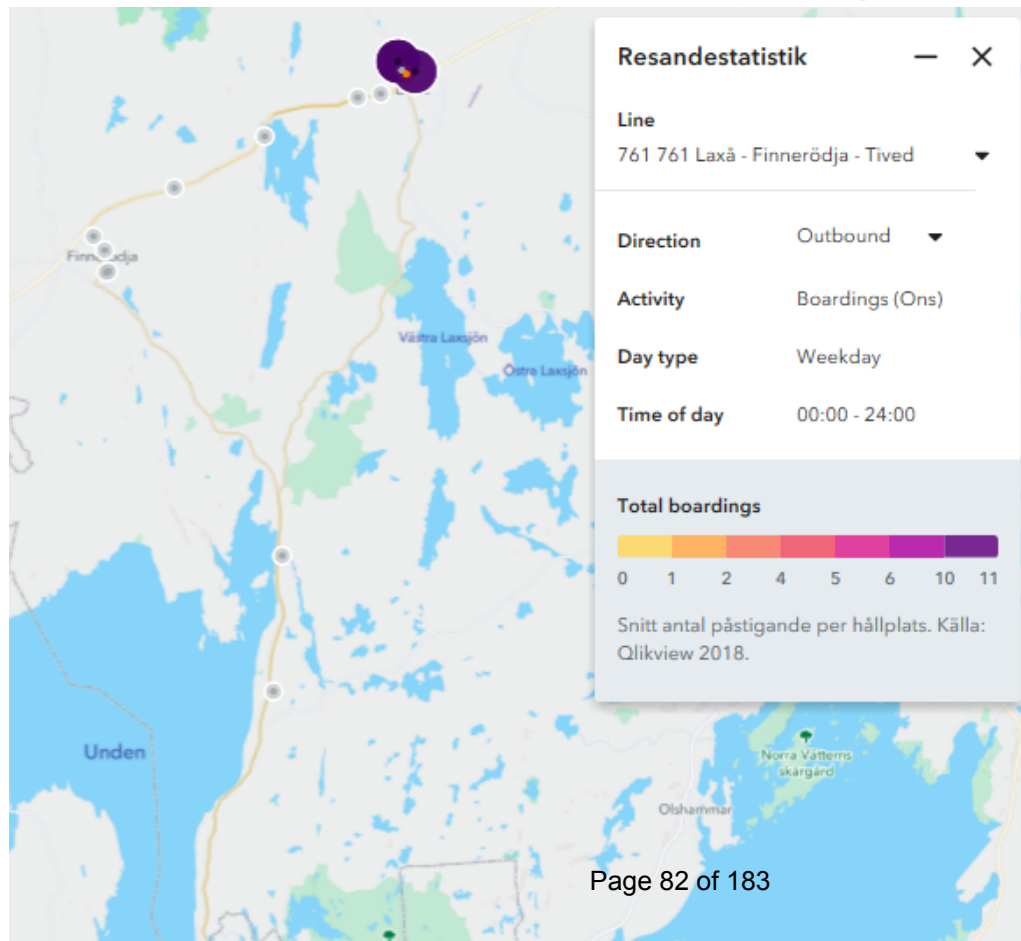 Resandestatistik
Line
761 761 Laxå - Finnerödja - Tived
Direction Outbound
Activity Boardings (Ons)
Day type Weekday
Time of day 00:00 - 24:00
Total boardings
0 1 2 4 5 6 10 11
Snitt antal påstigande per hållplats. Källa:
Qlikview 2018.
Finnerödja
Västra Laxsjön
Östra Laxsjön
Unden
Norra Vätterns
skärgård
Olshammar
Page 82 of 183